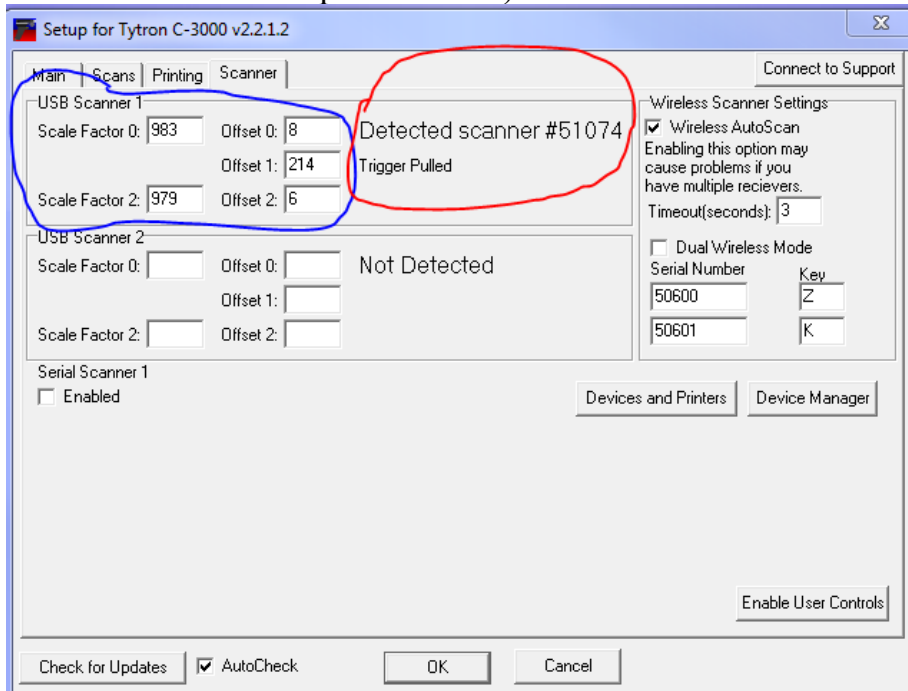 Setup for Tytron C-3000 v2.2.1.2
Main Scans Printing Scanner
Connect to Support
USB Scanner 1
Scale Factor 0: 983 Offset 0: 8 Detected scanner #51074
Offset 1: 214 Trigger Pulled
Scale Factor 2: 979 Offset 2: 6
USB Scanner 2
Scale Factor 0: Offset 0: Not Detected
Offset 1:
Scale Factor 2: Offset 2:
Wireless Scanner Settings
Wireless AutoScan
Enabling this option may
cause problems if you
have multiple recievers.
Timeout(seconds): 3
Dual Wireless Mode
Serial Number Key
50600 Z
50601 K
Serial Scanner 1
Enabled
Devices and Printers Device Manager
Enable User Controls
Check for Updates AutoCheck OK Cancel